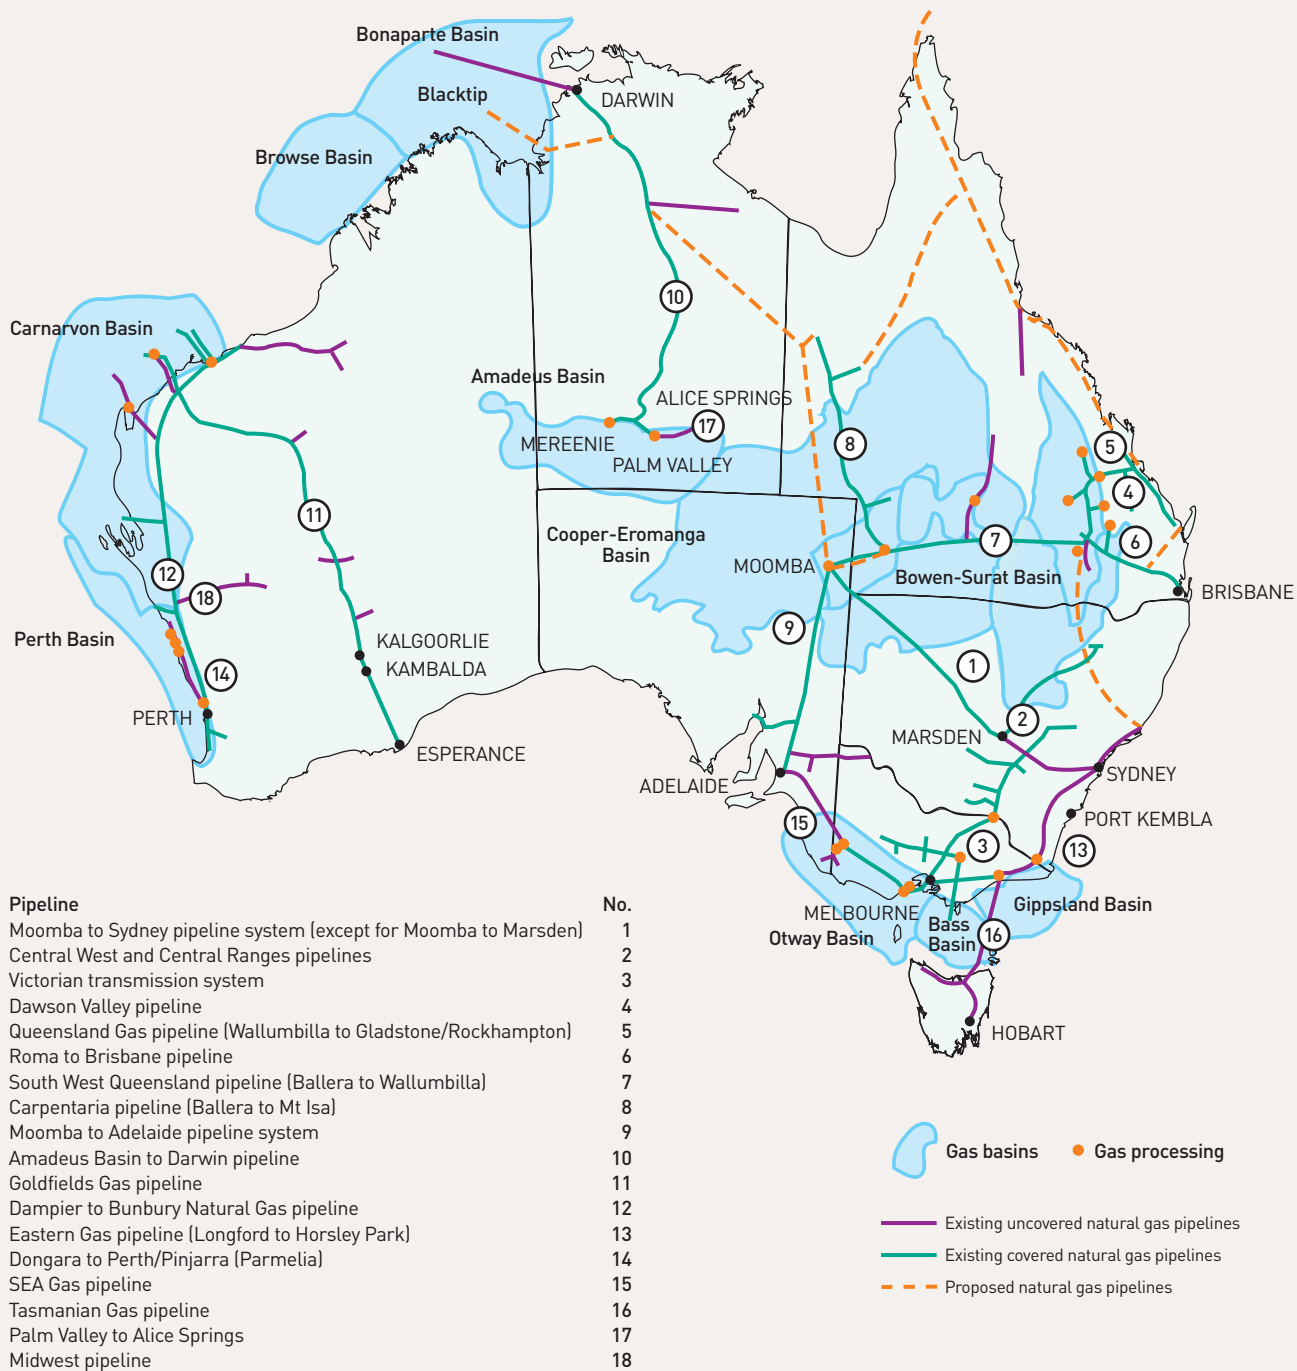 Bonaparte Basin
Blacktip
DARWIN
Browse Basin
Carnarvon Basin
10
Amadeus Basin
ALICE SPRINGS
17
MEREENIE
PALM VALLEY
8
5
4
11
Cooper-Eromanga
Basin
7
6
MOOMBA
Bowen-Surat Basin
12
18
BRISBANE
9
Perth Basin
KALGOORLIE
KAMBALDA
1
14
PERTH
2
MARSDEN
ESPERANCE
SYDNEY
ADELAIDE
PORT KEMBLA
15
3
13
MELBOURNE
Gippsland Basin
Bass
Basin
Otway Basin
16
HOBART
Pipeline No.
Moomba to Sydney pipeline system (except for Moomba to Marsden) 1
Central West and Central Ranges pipelines 2
Victorian transmission system 3
Dawson Valley pipeline 4
Queensland Gas pipeline (Wallumbilla to Gladstone/Rockhampton) 5
Roma to Brisbane pipeline 6
South West Queensland pipeline (Ballera to Wallumbilla) 7
Carpentaria pipeline (Ballera to Mt Isa) 8
Moomba to Adelaide pipeline system 9
Amadeus Basin to Darwin pipeline 10
Goldfields Gas pipeline 11
Dampier to Bunbury Natural Gas pipeline 12
Eastern Gas pipeline (Longford to Horsley Park) 13
Dongara to Perth/Pinjarra (Parmelia) 14
SEA Gas pipeline 15
Tasmanian Gas pipeline 16
Palm Valley to Alice Springs 17
Midwest pipeline 18
Gas basins
Gas processing
Existing uncovered natural gas pipelines
Existing covered natural gas pipelines
Proposed natural gas pipelines